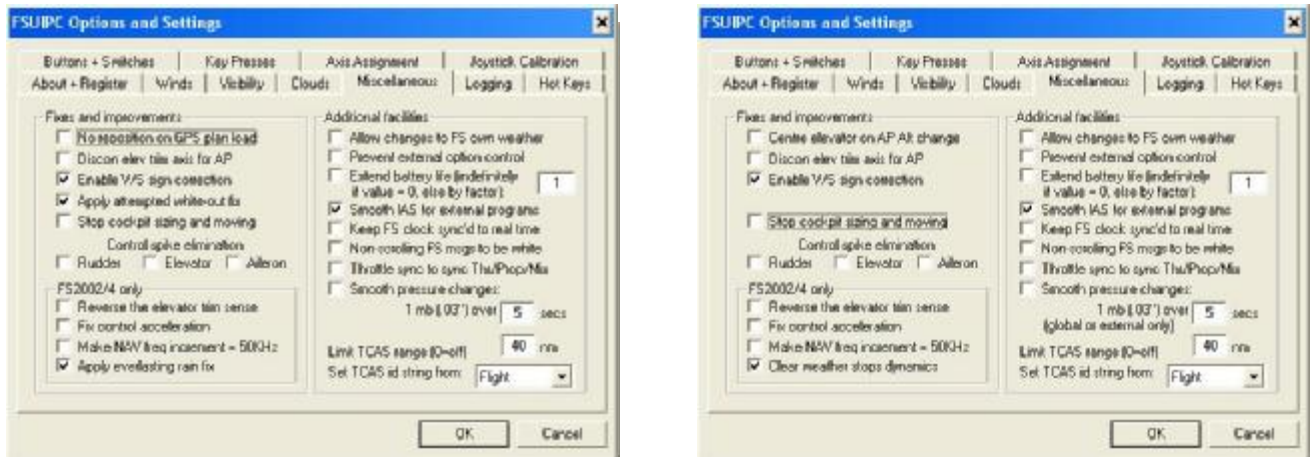 FSUIPC Options and Settings
Buttons + Switches Key Presses Axis Assignment Joystick Calibration
About + Register Winds Visibility Clouds Miscellaneous Logging Hot Keys
Fixes and improvements
No reposition on GPS plan load
Discon elev trim axis for AP
Enable W/S sign correction
Apply attempted white-out fix
Stop cockpit sizing and moving
Control spike elimination
Rudder Elevator Aileron
FS2002/4 only
Reverse the elevator trim sense
Fix control acceleration
Make NAV freq increment = 50KHz
Apply everlasting rain fix
Additional facilities
Allow changes to FS own weather
Prevent external option control
Extend battery life (indefinitely
if value = 0, else by factor): 1
Smooth IAS for external programs
Keep FS clock sync'd to real time
Non-scrolling FS msgs to be white
Throttle sync to sync Thr/Prop/Mix
Smooth pressure changes:
1 mb (.03") over 5 secs
Limit TCAS range (0=off) 40 nm
Set TCAS id string from: Flight
OK Cancel
FSUIPC Options and Settings
Buttons + Switches Key Presses Axis Assignment Joystick Calibration
About + Register Winds Visibility Clouds Miscellaneous Logging Hot Keys
Fixes and improvements
Centre elevator on AP Alt change
Discon elev trim axis for AP
Enable W/S sign correction
Stop cockpit sizing and moving
Control spike elimination
Rudder Elevator Aileron
FS2002/4 only
Reverse the elevator trim sense
Fix control acceleration
Make NAV freq increment = 50KHz
Clear weather stops dynamics
Additional facilities
Allow changes to FS own weather
Prevent external option control
Extend battery life (indefinitely
if value = 0, else by factor): 1
Smooth IAS for external programs
Keep FS clock sync'd to real time
Non-scrolling FS msgs to be white
Throttle sync to sync Thr/Prop/Mix
Smooth pressure changes:
1 mb (.03") over 5 secs
(global or external only)
Limit TCAS range (0=off) 40 nm
Set TCAS id string from: Flight
OK Cancel